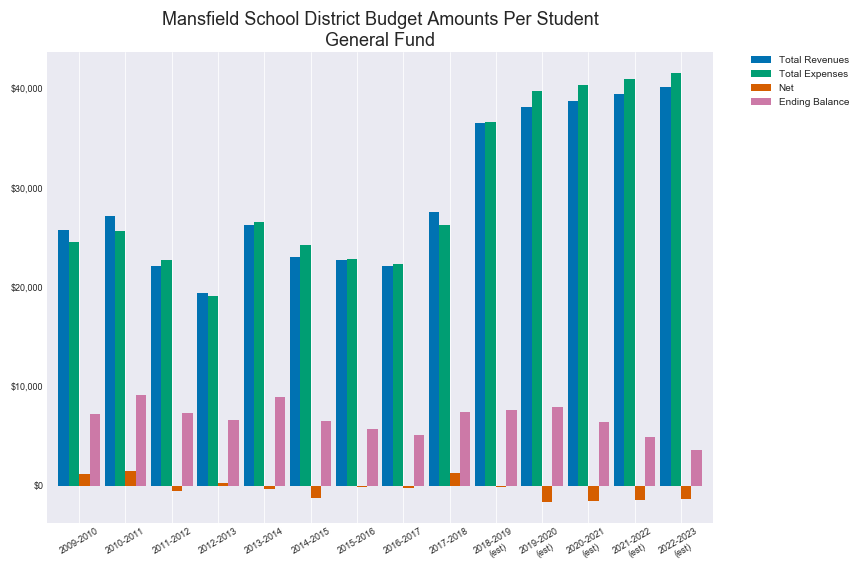 Mansfield School District Budget Amounts Per Student
General Fund
Total Revenues
Total Expenses
Net
Ending Balance
$40,000
$30,000
$20,000
$10,000
$0
2009-2010
2010-2011
2011-2012
2012-2013
2013-2014
2014-2015
2015-2016
2016-2017
2017-2018
2018-2019
(est)
2019-2020
(est)
2020-2021
(est)
2021-2022
(est)
2022-2023
(est)